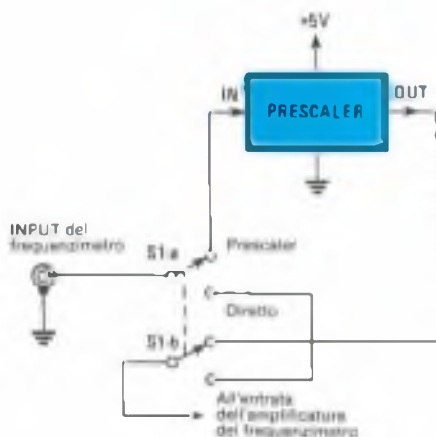 +5V
IN
PRESCALER
OUT
INPUT del
frequenzimetro
S1-a
Prescaler
Diretto
S1-b
All'entrata
dell'amplificatore
del frequenzimetro